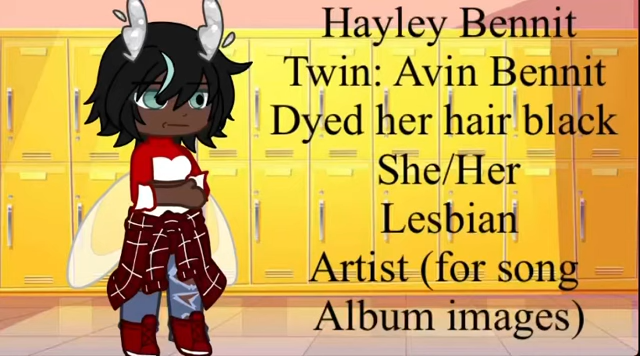 Hayley Bennit
Twin: Avin Bennit
Dyed her hair black
She/Her
Lesbian
Artist (for song
Album images)